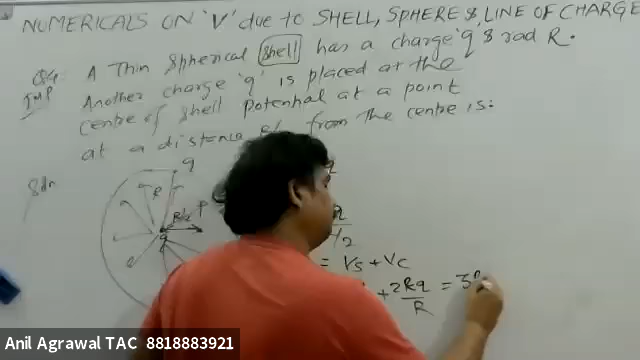 NUMERICALS ON 'V' due to SHELL, SPHERE &, LINE OF CHARGE
Q4. A Thin Spherical shell has a charge 'q' & rad R.
IMP Another charge 'q' is placed at the
centre of shell potential at a point
at a distance R/ from the centre is:
Soln
q
R
R/2 P
q
= Vs + Vc
+ 2Kq/R = 3
Anil Agrawal TAC 8818883921